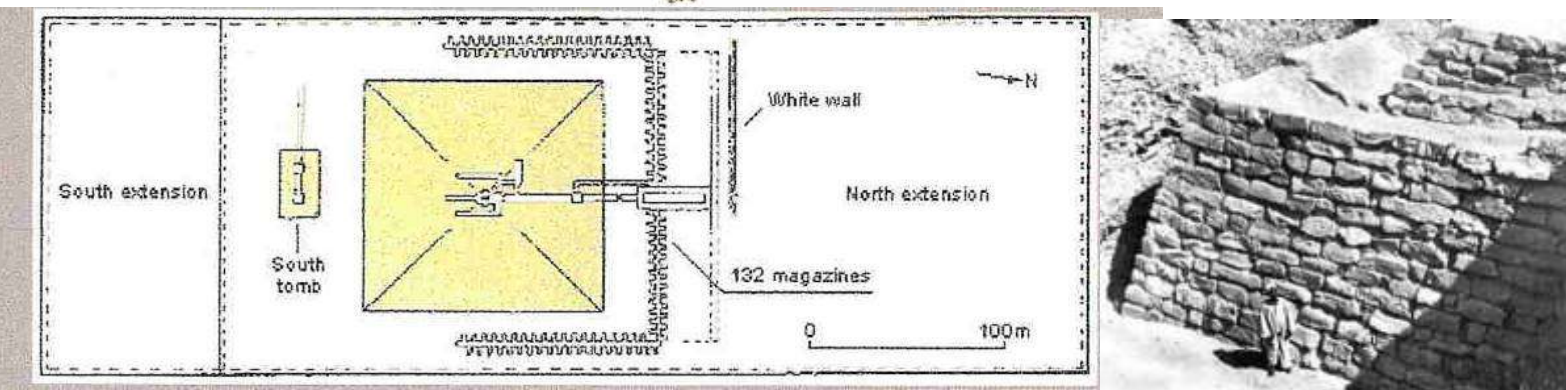 N
White wall
South extension
North extension
South
tomb
132 magazines
0
100m